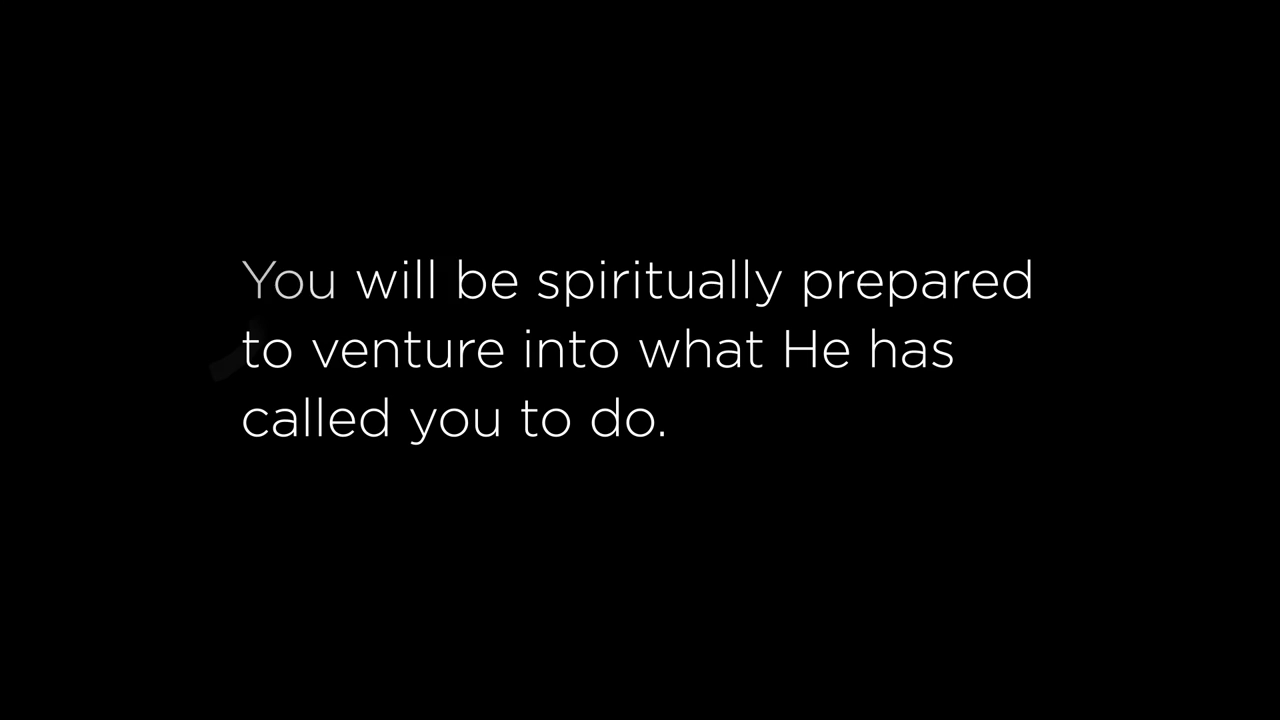 You will be spiritually prepared
to venture into what He has
called you to do.